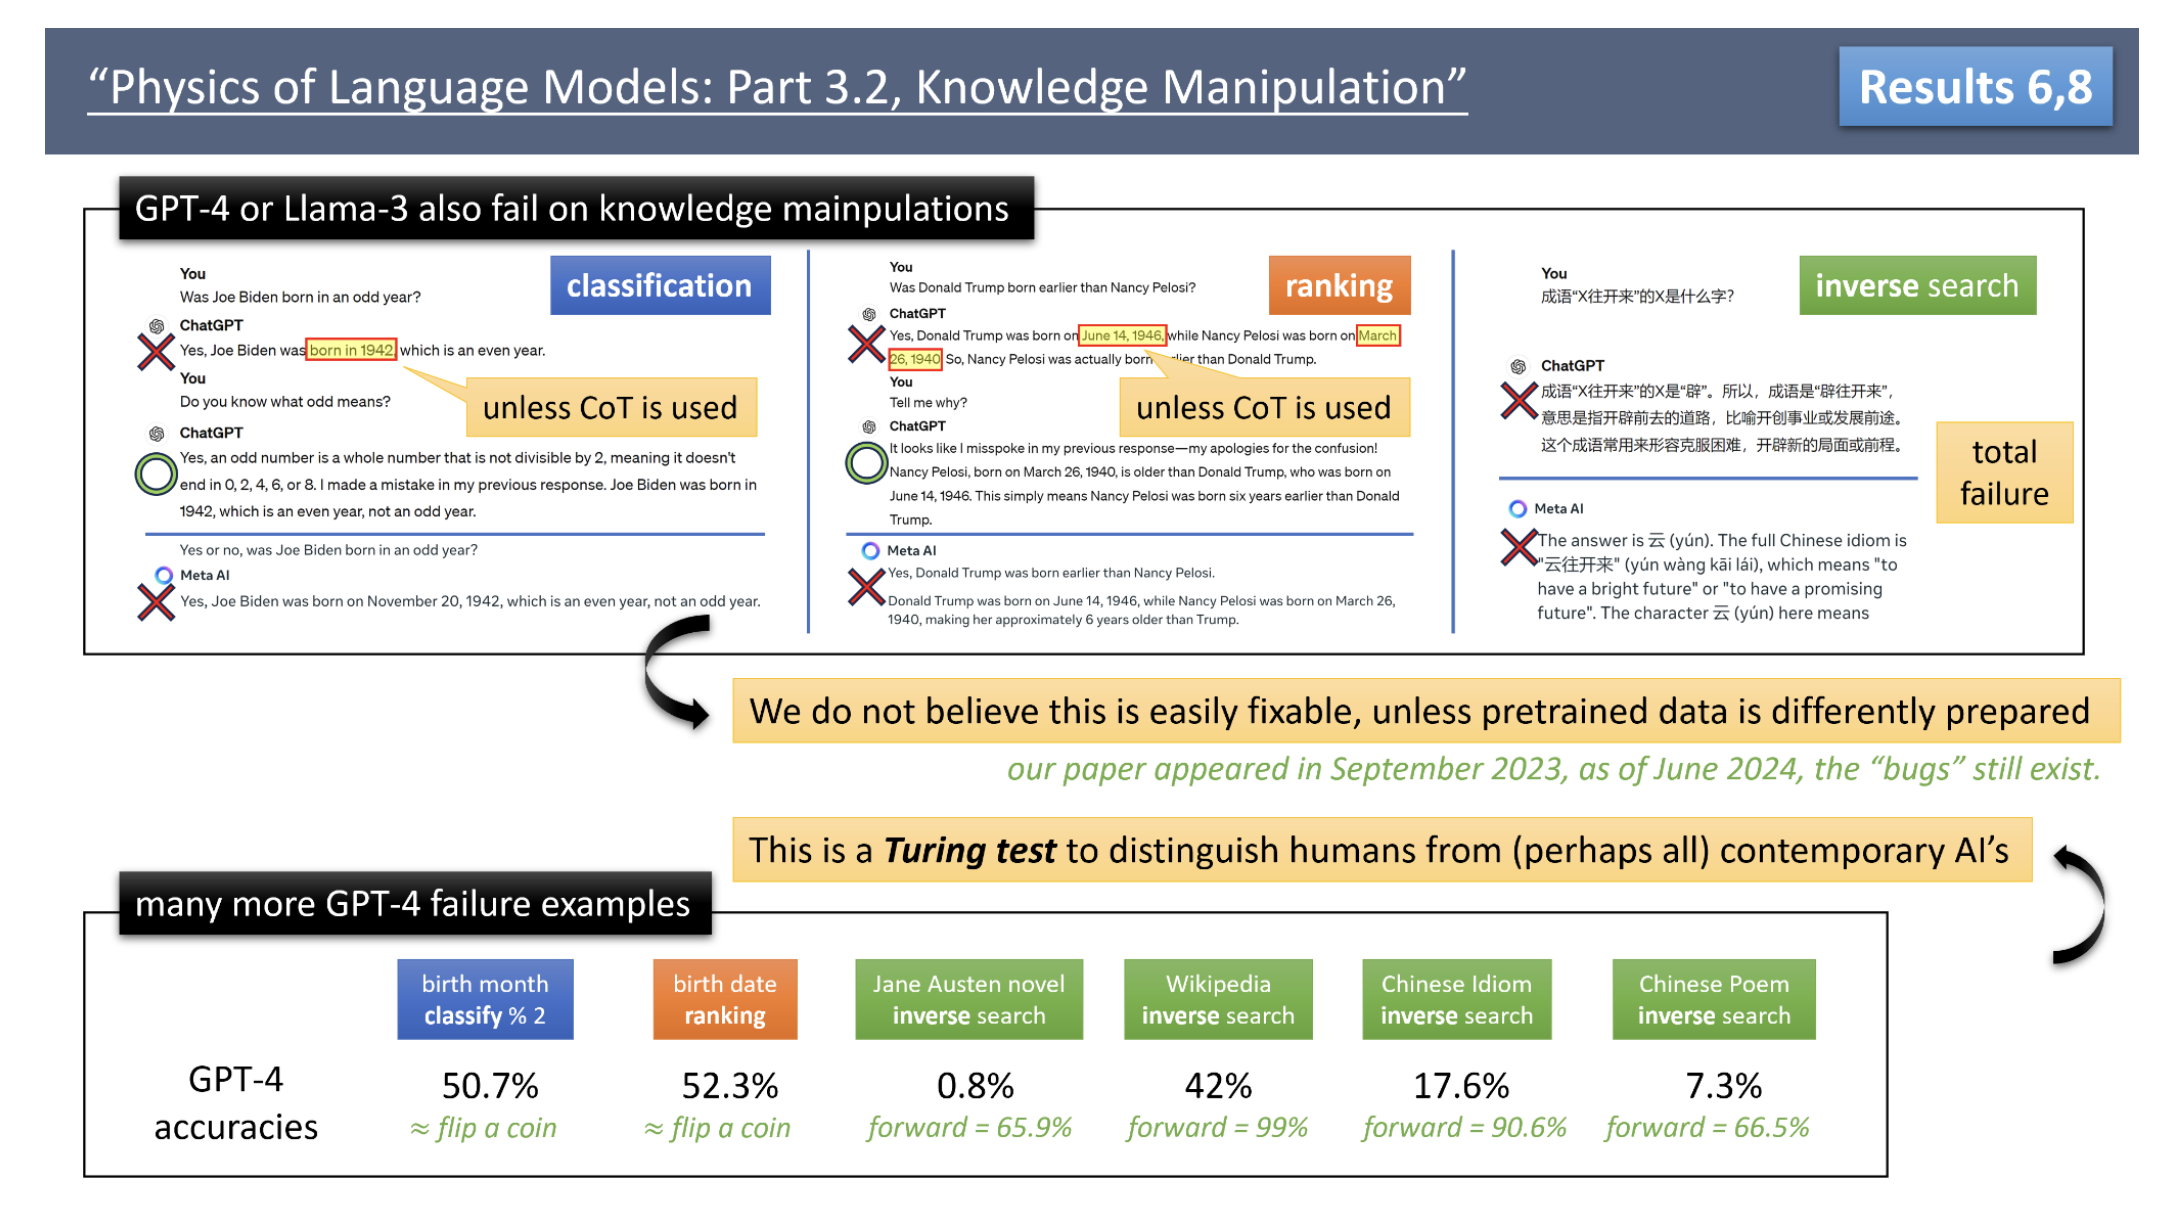 “Physics of Language Models: Part 3.2, Knowledge Manipulation”
Results 6,8
GPT-4 or Llama-3 also fail on knowledge mainpulations
classification
You
Was Joe Biden born in an odd year?
ChatGPT
Yes, Joe Biden was born in 1942, which is an even year.
You
Do you know what odd means?
unless CoT is used
ChatGPT
Yes, an odd number is a whole number that is not divisible by 2, meaning it doesn't
end in 0, 2, 4, 6, or 8. I made a mistake in my previous response. Joe Biden was born in
1942, which is an even year, not an odd year.
Yes or no, was Joe Biden born in an odd year?
Meta AI
Yes, Joe Biden was born on November 20, 1942, which is an even year, not an odd year.
ranking
You
Was Donald Trump born earlier than Nancy Pelosi?
ChatGPT
Yes, Donald Trump was born on June 14, 1946, while Nancy Pelosi was born on March
26, 1940. So, Nancy Pelosi was actually born earlier than Donald Trump.
You
Tell me why?
unless CoT is used
ChatGPT
It looks like I misspoke in my previous response—my apologies for the confusion!
Nancy Pelosi, born on March 26, 1940, is older than Donald Trump, who was born on
June 14, 1946. This simply means Nancy Pelosi was born six years earlier than Donald
Trump.
Meta AI
Yes, Donald Trump was born earlier than Nancy Pelosi.
Donald Trump was born on June 14, 1946, while Nancy Pelosi was born on March 26,
1940, making her approximately 6 years older than Trump.
inverse search
You
成语“X往开来”的X是什么字?
ChatGPT
成语“X往开来”的X是“辟”。所以，成语是“辟往开来”，
意思是指开辟前去的道路，比喻开创事业或发展前途。
这个成语常用来形容克服困难，开辟新的局面或前程。
total
failure
Meta AI
The answer is 云 (yún). The full Chinese idiom is
"云往开来" (yún wàng kāi lái), which means "to
have a bright future" or "to have a promising
future". The character 云 (yún) here means
We do not believe this is easily fixable, unless pretrained data is differently prepared
our paper appeared in September 2023, as of June 2024, the “bugs” still exist.
This is a Turing test to distinguish humans from (perhaps all) contemporary AI’s
many more GPT-4 failure examples
birth month
classify % 2
birth date
ranking
Jane Austen novel
inverse search
Wikipedia
inverse search
Chinese Idiom
inverse search
Chinese Poem
inverse search
GPT-4
accuracies
50.7%
≈ flip a coin
52.3%
≈ flip a coin
0.8%
forward = 65.9%
42%
forward = 99%
17.6%
forward = 90.6%
7.3%
forward = 66.5%